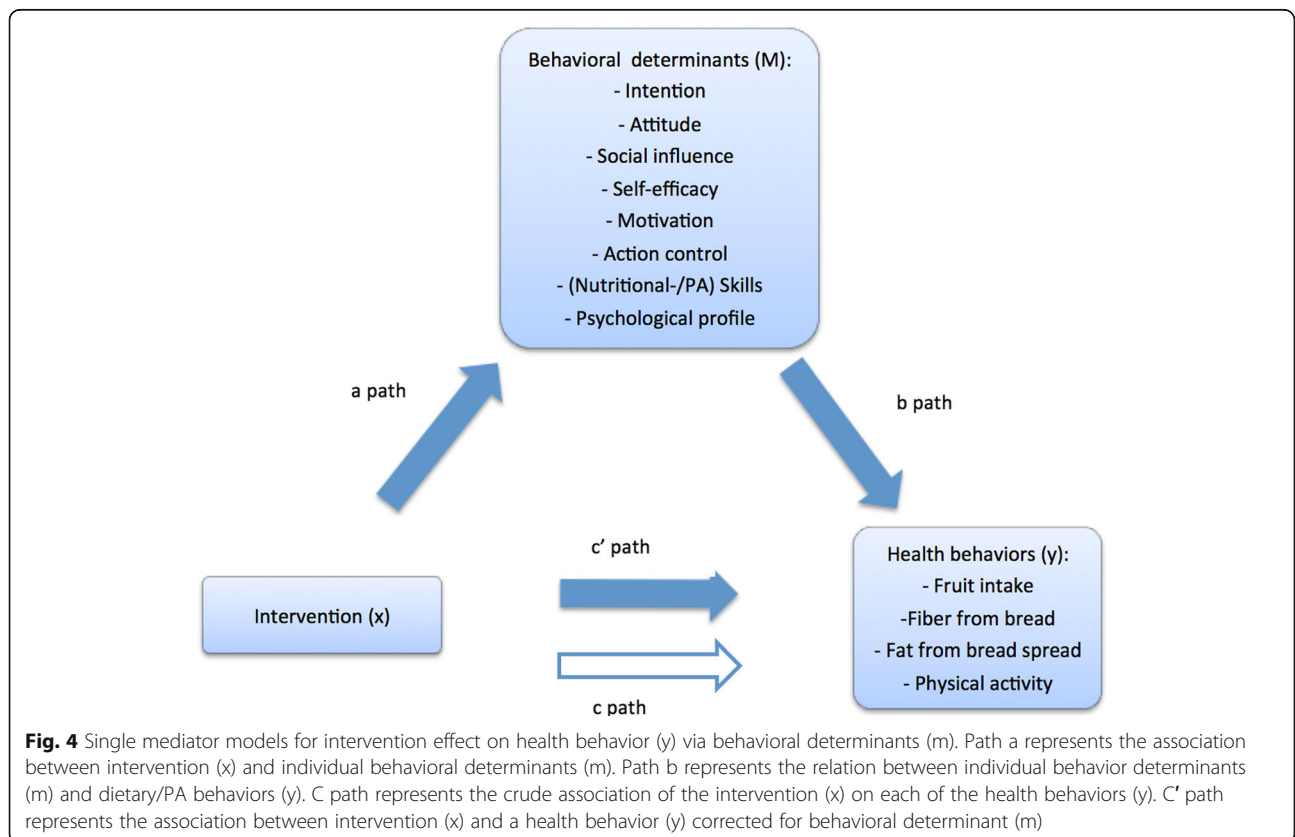 Behavioral determinants (M):
- Intention
- Attitude
- Social influence
- Self-efficacy
- Motivation
- Action control
- (Nutritional-/PA) Skills
- Psychological profile
a path
b path
c' path
Intervention (x)
c path
Health behaviors (y):
- Fruit intake
-Fiber from bread
- Fat from bread spread
- Physical activity
Fig. 4 Single mediator models for intervention effect on health behavior (y) via behavioral determinants (m). Path a represents the association
between intervention (x) and individual behavioral determinants (m). Path b represents the relation between individual behavior determinants
(m) and dietary/PA behaviors (y). C path represents the crude association of the intervention (x) on each of the health behaviors (y). C' path
represents the association between intervention (x) and a health behavior (y) corrected for behavioral determinant (m)